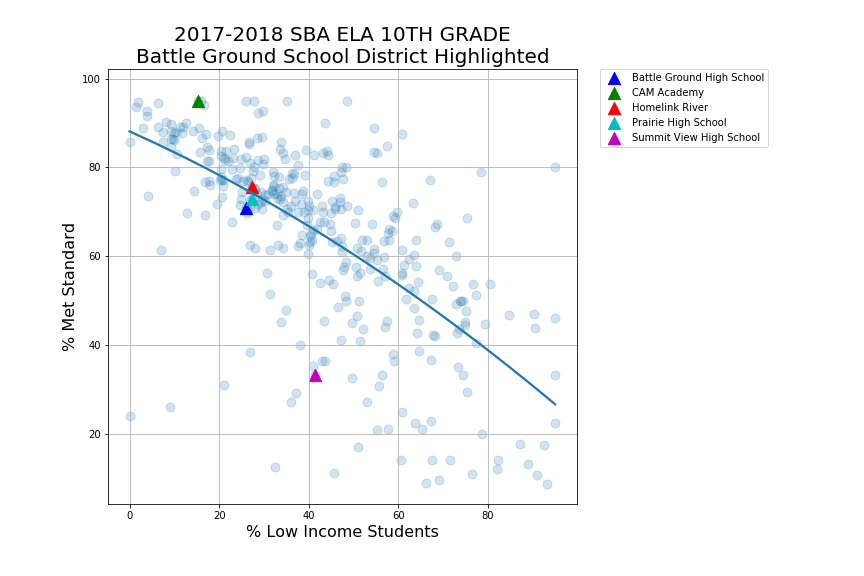 2017-2018 SBA ELA 10TH GRADE
Battle Ground School District Highlighted
Battle Ground High School
CAM Academy
Homelink River
Prairie High School
Summit View High School
% Met Standard
100
80
60
40
20
0
20
40
60
80
% Low Income Students